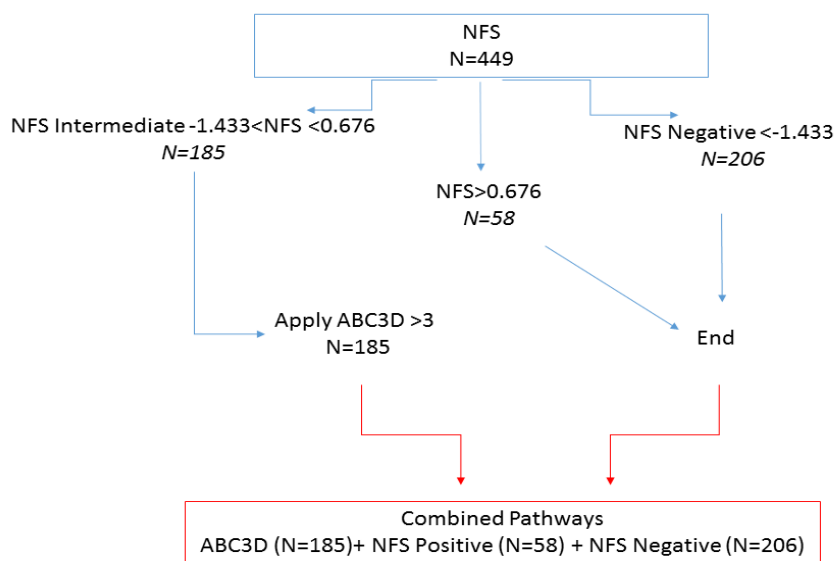 NFS
N=449
NFS Intermediate -1.433<NFS <0.676
N=185
NFS Negative <-1.433
N=206
NFS>0.676
N=58
Apply ABC3D >3
N=185
End
Combined Pathways
ABC3D (N=185)+ NFS Positive (N=58) + NFS Negative (N=206)